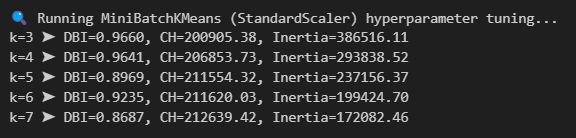 🔍 Running MiniBatchKMeans (StandardScaler) hyperparameter tuning...
k=3 ➤ DBI=0.9660, CH=200905.38, Inertia=386516.11
k=4 ➤ DBI=0.9641, CH=206853.73, Inertia=293838.52
k=5 ➤ DBI=0.8969, CH=211554.32, Inertia=237156.37
k=6 ➤ DBI=0.9235, CH=211620.03, Inertia=199424.70
k=7 ➤ DBI=0.8687, CH=212639.42, Inertia=172082.46